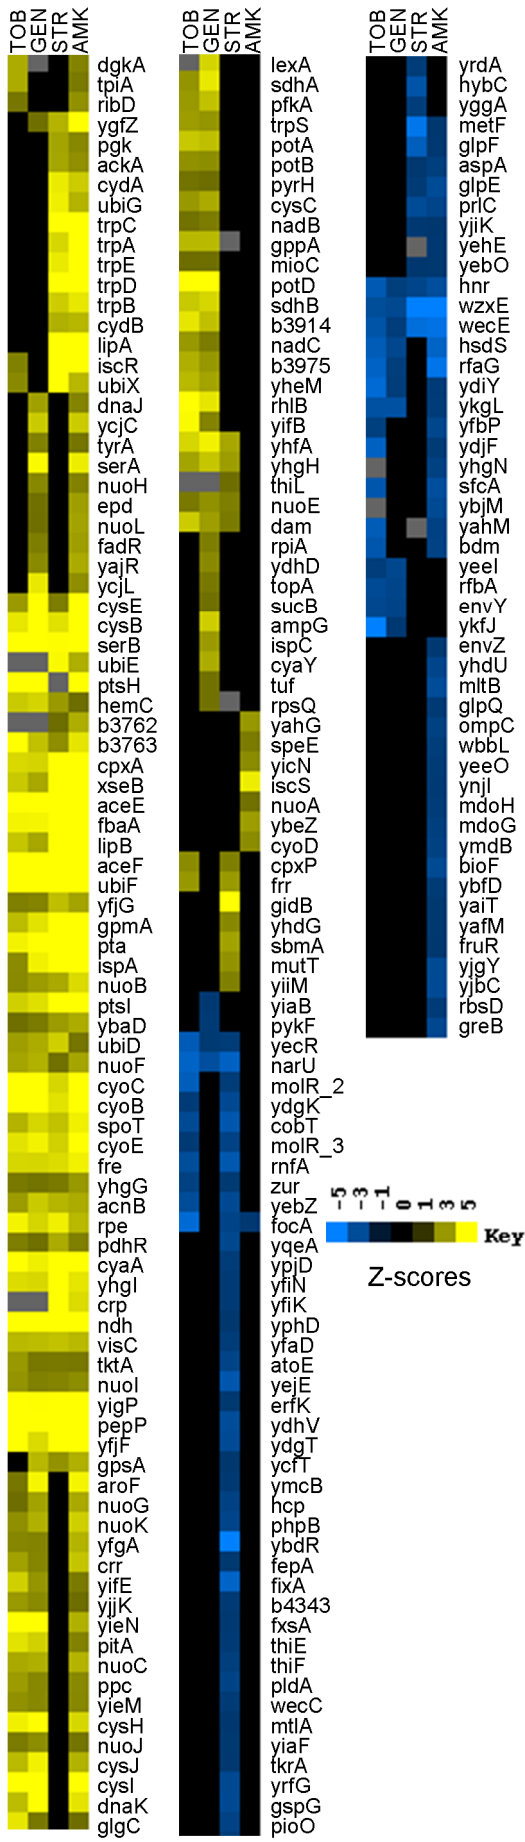 TOB GEN STR AMK
dgkA
tpiA
ribD
ygfZ
pgk
ackA
cydA
ubiG
trpC
trpA
trpE
trpD
trpB
cydB
lipA
iscR
ubiX
dnaJ
ycjC
tyrA
serA
nuoH
epd
nuoL
fadR
yajR
ycjL
cysE
cysB
serB
ubiE
ptsH
hemC
b3762
b3763
cpxA
xseB
aceE
fbaA
lipB
aceF
ubiF
yfjG
gpmA
pta
ispA
nuoB
ptsI
ybaD
ubiD
nuoF
cyoC
cyoB
spoT
cyoE
fre
yhgG
acnB
rpe
pdhR
cyaA
yhgI
crp
ndh
visC
tktA
nuoI
yigP
pepP
yfjF
gpsA
aroF
nuoG
nuoK
yfgA
crr
yifE
yjjK
yieN
pitA
nuoC
ppc
yieM
cysH
nuoJ
cysJ
cysI
dnaK
glgC
TOB GEN STR AMK
lexA
sdhA
pfkA
trpS
potA
potB
pyrH
cysC
nadB
gppA
mioC
potD
sdhB
b3914
nadC
b3975
yheM
rhlB
yifB
yhfA
yhgH
thiL
nuoE
dam
rpiA
ydhD
topA
sucB
ampG
ispC
cyaY
tuf
rpsQ
yahG
speE
yicN
iscS
nuoA
ybeZ
cyoD
cpxP
frr
gidB
yhdG
sbmA
mutT
yiiM
yiaB
pykF
yecR
narU
molR_2
ydgK
cobT
molR_3
rnfA
zur
yebZ
focA
yqeA
ypjD
yfiN
yfiK
yphD
yfaD
atoE
yejE
erfK
ydhV
ydgT
ycfT
ymcB
hcp
phpB
ybdR
fepA
fixA
b4343
fxsA
thiE
thiF
pldA
wecC
mtlA
yiaF
tkrA
yrfG
gspG
pioO
TOB GEN STR AMK
yrdA
hybC
yggA
metF
glpF
aspA
glpE
prlC
yjiK
yehE
yebO
hnr
wzxE
wecE
hsdS
rfaG
ydiY
ykgL
yfbP
ydjF
yhgN
sfcA
ybjM
yahM
bdm
yeeI
rfbA
envY
ykfJ
envZ
yhdU
mltB
glpQ
ompC
wbbL
yeeO
ynjI
mdoH
mdoG
ymdB
bioF
ybfD
yaiT
yafM
fruR
yjgY
yjbC
rbsD
greB
-5 -3 -1 0 1 3 5
Key
Z-scores